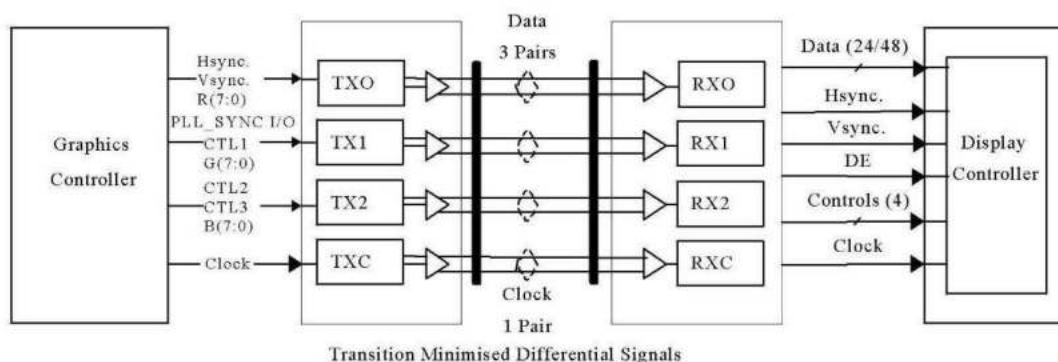 Graphics
Controller
Hsync.
Vsync.
R(7:0)
PLL_SYNC I/O
CTL1
G(7:0)
CTL2
CTL3
B(7:0)
Clock
TXO
TX1
TX2
TXC
Data
3 Pairs
Clock
1 Pair
RXO
RX1
RX2
RXC
Data (24/48)
Hsync.
Vsync.
DE
Controls (4)
Clock
Display
Controller
Transition Minimised Differential Signals